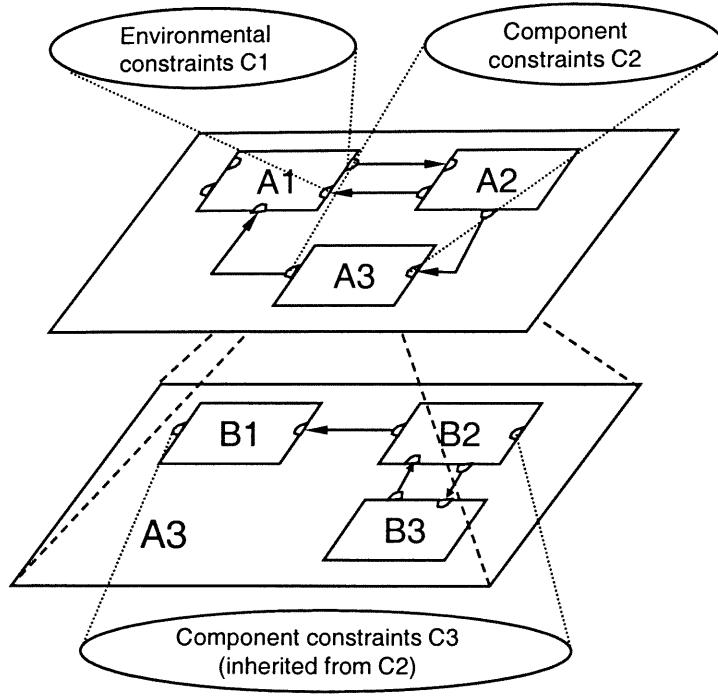 Environmental
constraints C1
Component
constraints C2
A1
A2
A3
B1
B2
A3
B3
Component constraints C3
(inherited from C2)